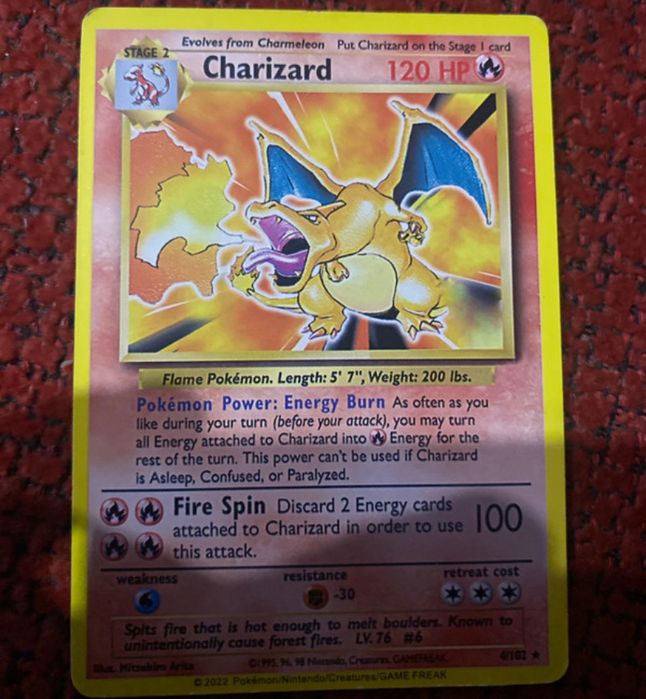 Evolves from Charmeleon Put Charizard on the Stage 1 card
STAGE 2
Charizard 120 HP
Flame Pokémon. Length: 5' 7", Weight: 200 lbs.
Pokémon Power: Energy Burn As often as you
like during your turn (before your attack), you may turn
all Energy attached to Charizard into Energy for the
rest of the turn. This power can't be used if Charizard
is Asleep, Confused, or Paralyzed.
Fire Spin Discard 2 Energy cards
attached to Charizard in order to use 100
this attack.
weakness resistance retreat cost
-30
Spits fire that is hot enough to melt boulders. Known to
unintentionally cause forest fires. LV. 76 #6
Illus. Mitsuhiro Arita ©1995, 96, 98 Nintendo, Creatures, GAMEFREAK. 4/102 ★
©2022 Pokémon/Nintendo/Creatures/GAME FREAK